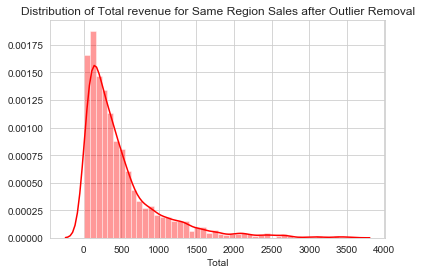 Distribution of Total revenue for Same Region Sales after Outlier Removal
0.00175
0.00150
0.00125
0.00100
0.00075
0.00050
0.00025
0.00000
0 500 1000 1500 2000 2500 3000 3500 4000
Total